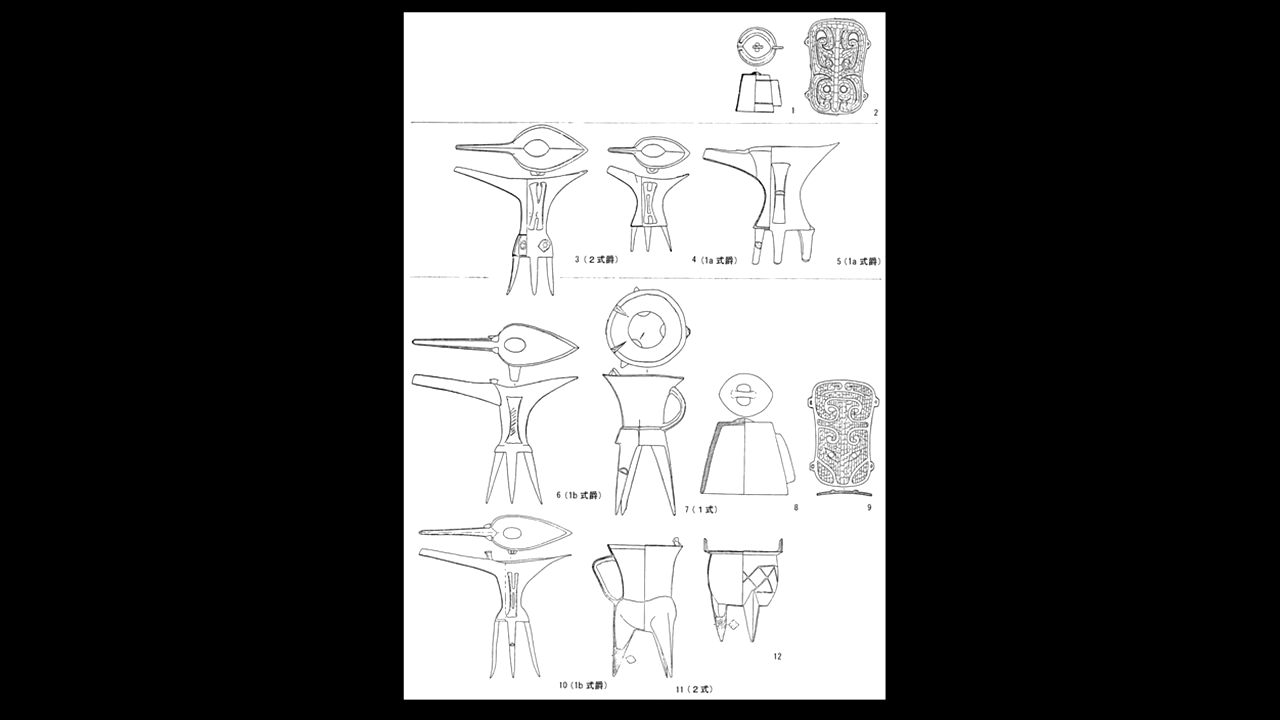 1
2
3 (2式爵)
4 (1a式爵)
5 (1a式爵)
6 (1b式爵)
7 (1式)
8
9
10 (1b式爵)
11 (2式)
12